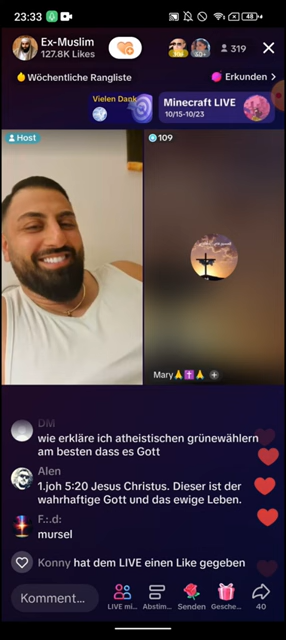 23:33
48
Ex-Muslim
127.8K Likes
319
Wöchentliche Rangliste
Erkunden
Vielen Dank
Minecraft LIVE
10/15-10/23
Host
109
Mary🙏✝️🙏
DM
wie erkläre ich atheistischen grünewählern
am besten dass es Gott
Alen
1.joh 5:20 Jesus Christus. Dieser ist der
wahrhaftige Gott und das ewige Leben.
F.:.d:
mursel
Konny hat dem LIVE einen Like gegeben
Komment...
LIVE mi...
Abstim...
Senden
Gesche...
40